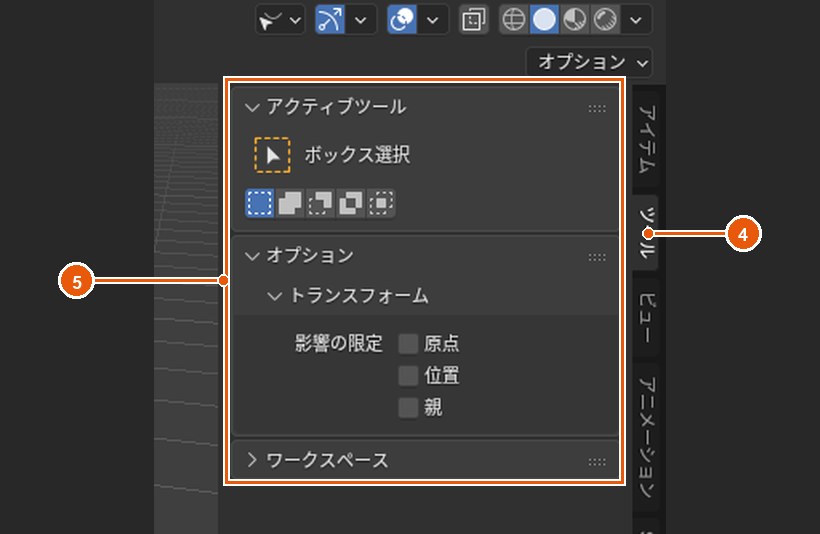 オプション
アクティブツール
ボックス選択
オプション
トランスフォーム
影響の限定
原点
位置
親
ワークスペース
アイテム
ツール
ビュー
アニメーション
4
5